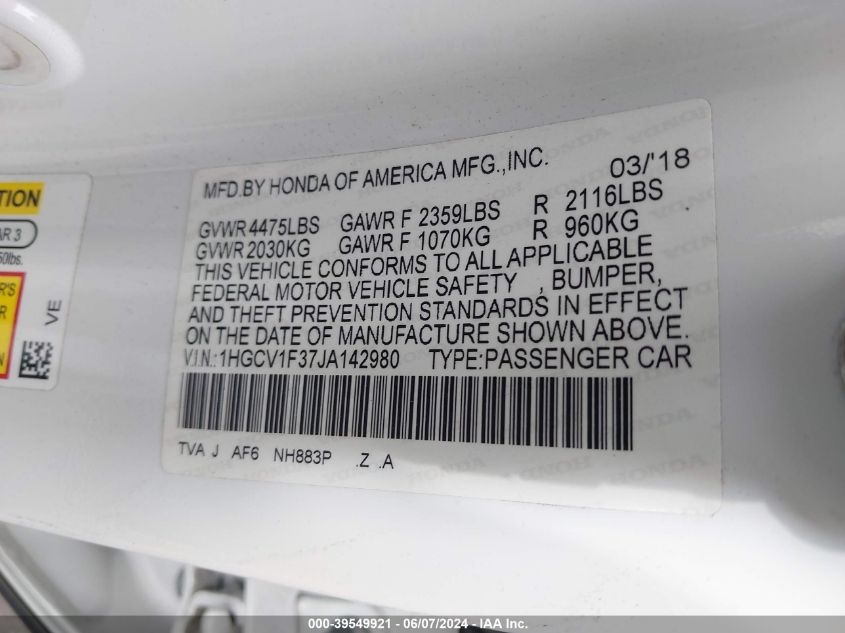 MFD.BY HONDA OF AMERICA MFG.,INC. 03/'18
GVWR 4475LBS GAWR F 2359LBS R 2116LBS
GVWR 2030KG GAWR F 1070KG R 960KG
THIS VEHICLE CONFORMS TO ALL APPLICABLE
FEDERAL MOTOR VEHICLE SAFETY , BUMPER,
AND THEFT PREVENTION STANDARDS IN EFFECT
ON THE DATE OF MANUFACTURE SHOWN ABOVE.
V.I.N.:1HGCV1F37JA142980 TYPE:PASSENGER CAR
TVA J AF6 NH883P .Z .A
VE
000-39549921 - 06/07/2024 - IAA Inc.